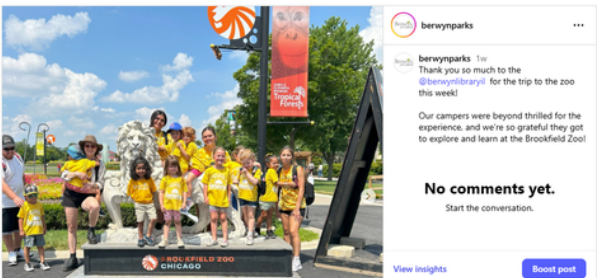 berwynparks
berwynparks 1w
Thank you so much to the
@berwynlibraryil for the trip to the zoo
this week!
Our campers were beyond thrilled for the
experience, and we're so grateful they got
to explore and learn at the Brookfield Zoo!
No comments yet.
Start the conversation.
View insights
Boost post
Tropical
Forests
BROOKFIELD ZOO
CHICAGO